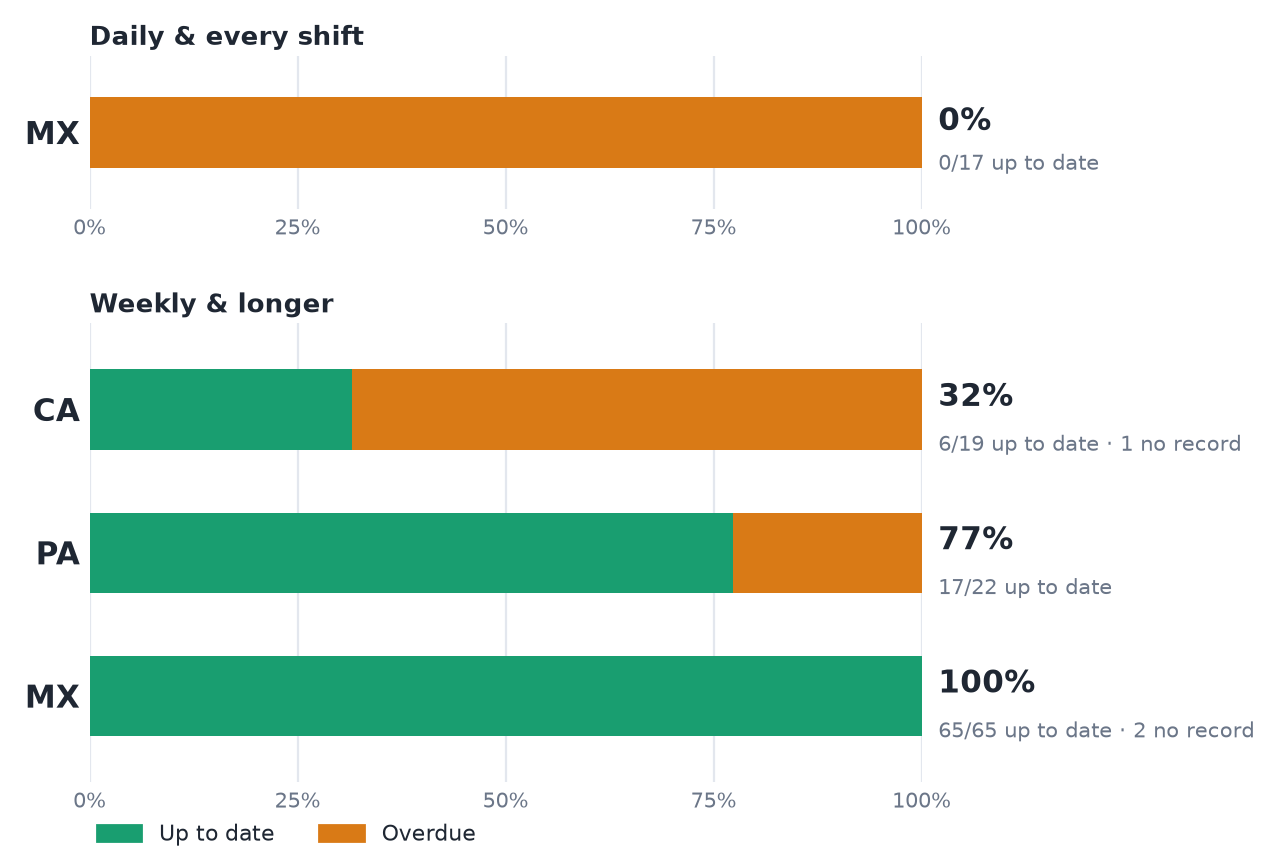 Daily & every shift
MX
0%
0/17 up to date
0% 25% 50% 75% 100%
Weekly & longer
CA
32%
6/19 up to date · 1 no record
PA
77%
17/22 up to date
MX
100%
65/65 up to date · 2 no record
0% 25% 50% 75% 100%
Up to date Overdue